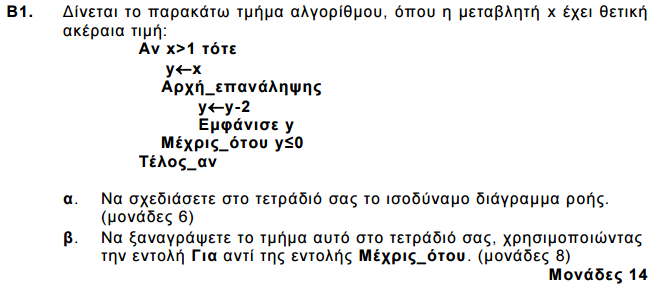 Β1. Δίνεται το παρακάτω τμήμα αλγορίθμου, όπου η μεταβλητή x έχει θετική
ακέραια τιμή:
Αν x>1 τότε
y←x
Αρχή_επανάληψης
y←y-2
Εμφάνισε y
Μέχρις_ότου y≤0
Τέλος_αν
α. Να σχεδιάσετε στο τετράδιό σας το ισοδύναμο διάγραμμα ροής.
(μονάδες 6)
β. Να ξαναγράψετε το τμήμα αυτό στο τετράδιό σας, χρησιμοποιώντας
την εντολή Για αντί της εντολής Μέχρις_ότου. (μονάδες 8)
Μονάδες 14